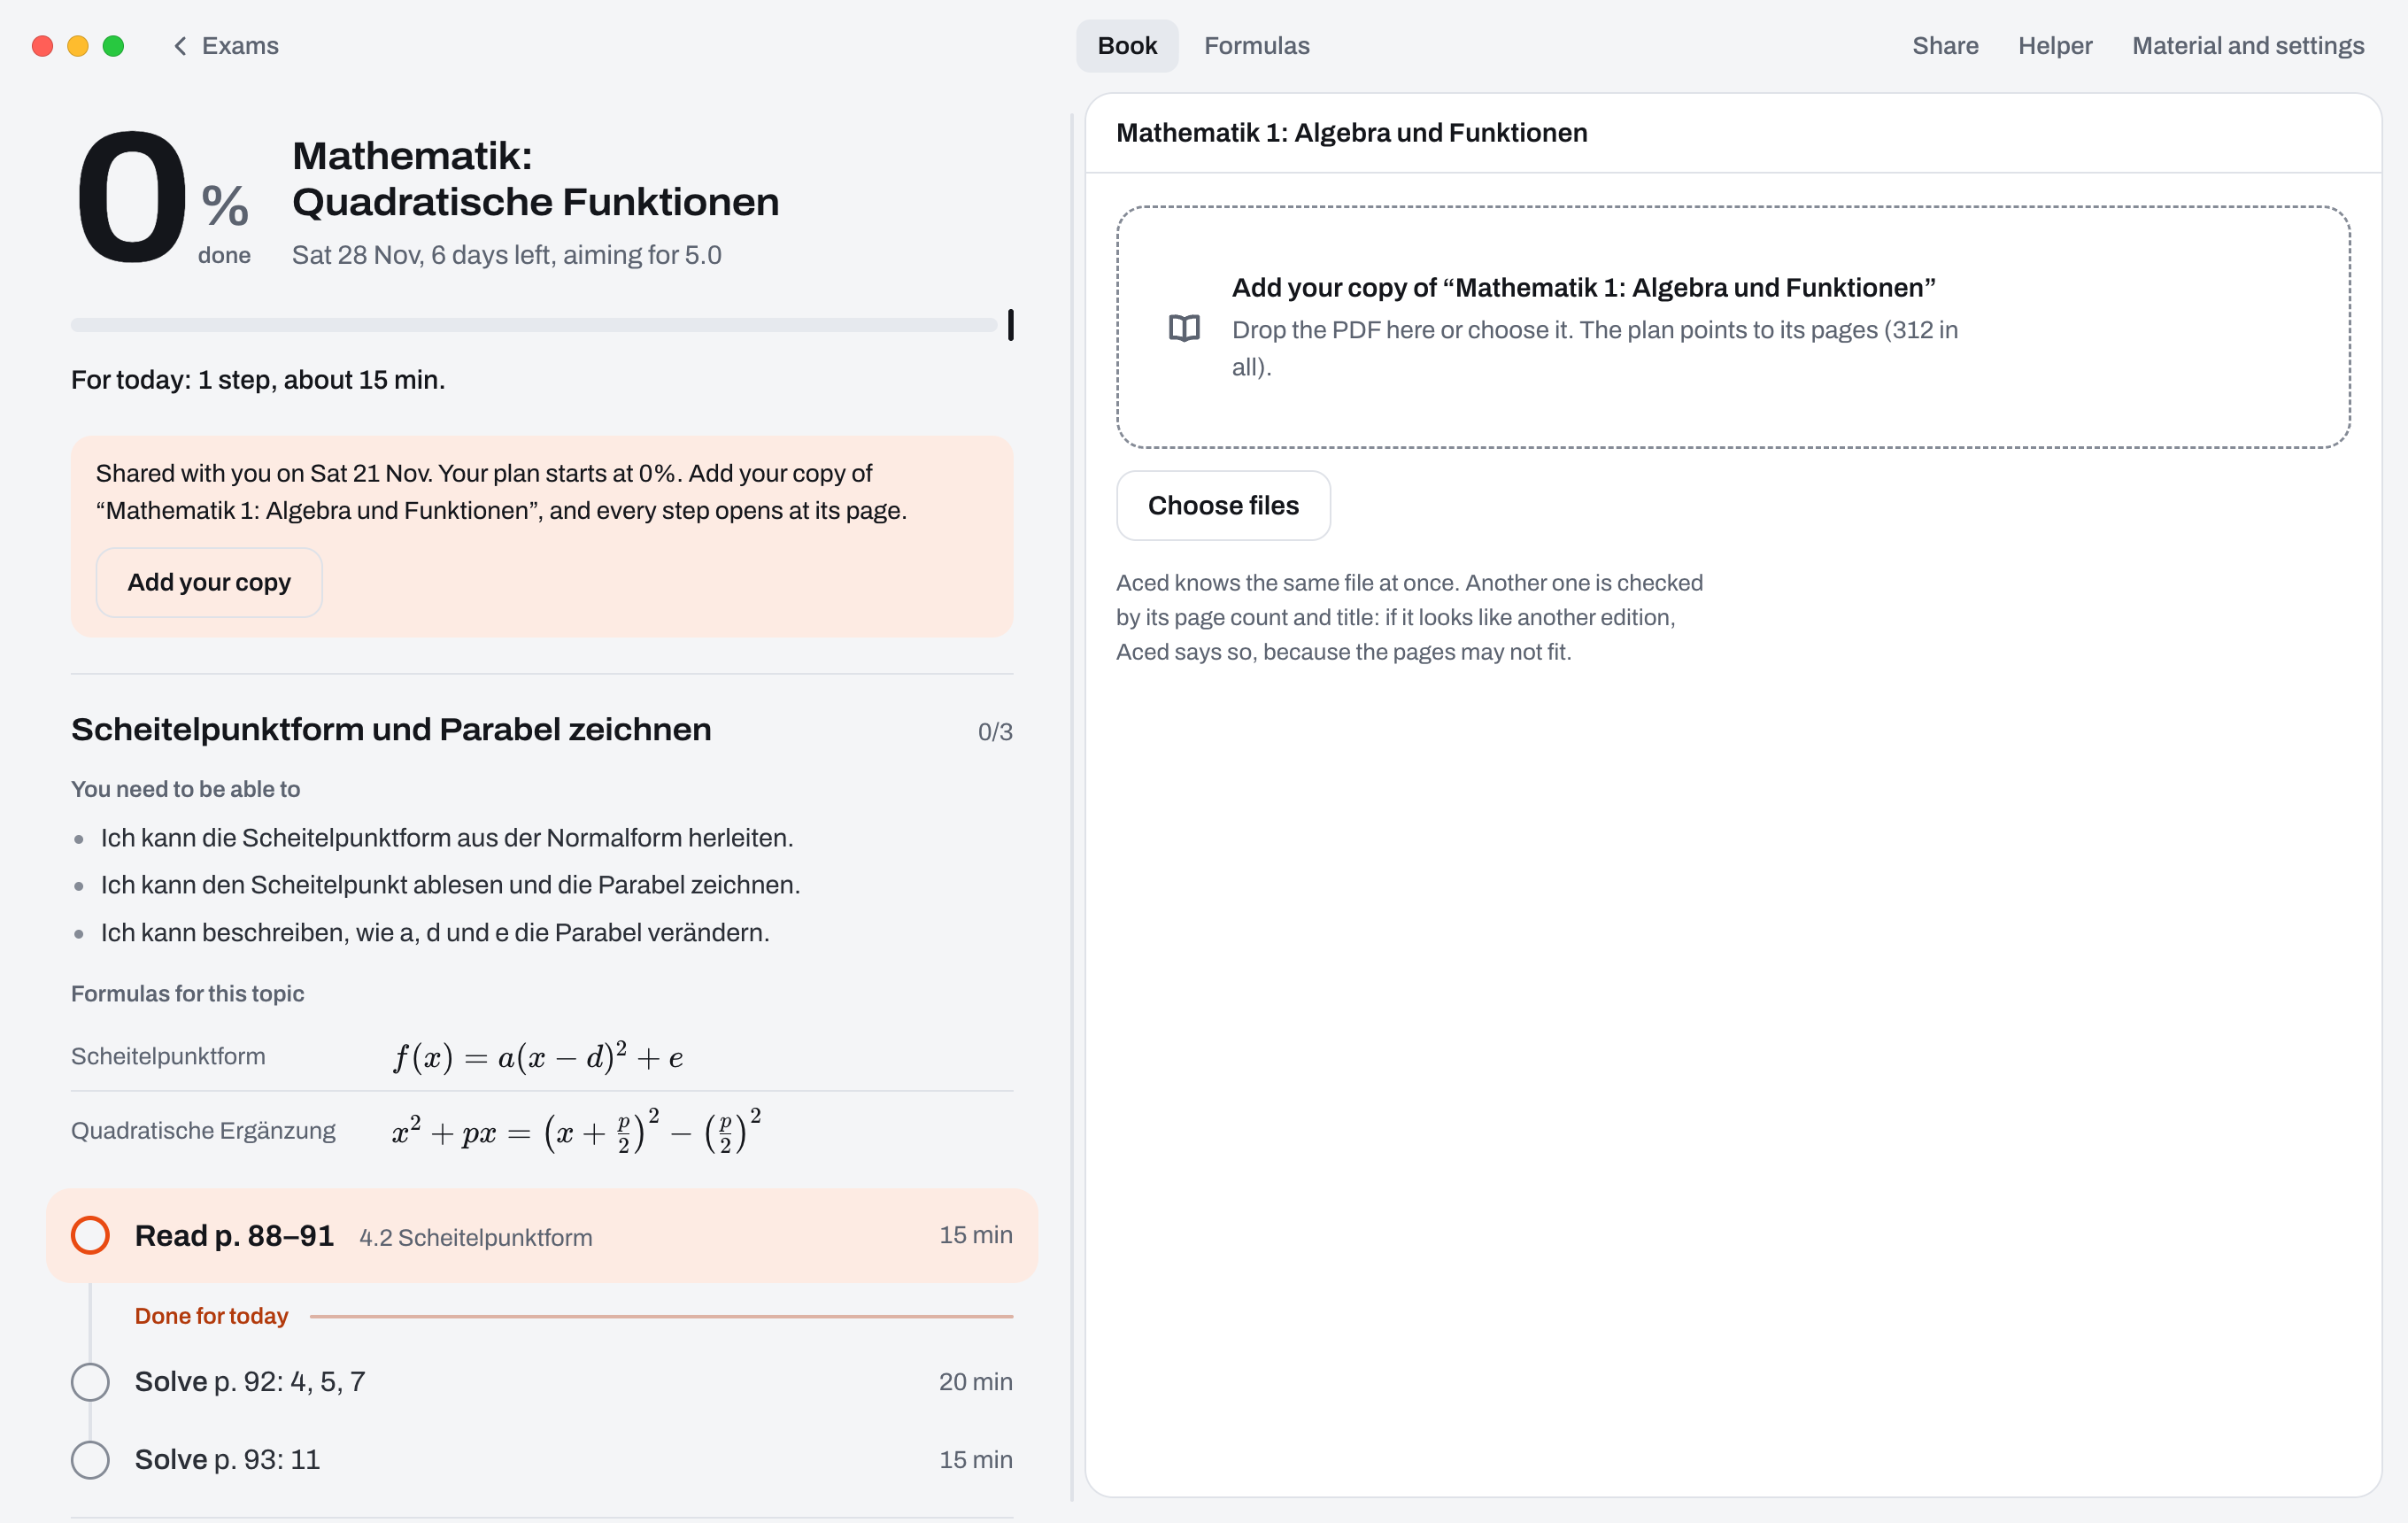 Exams
Book
Formulas
Share
Helper
Material and settings
0 % done
Mathematik:
Quadratische Funktionen
Sat 28 Nov, 6 days left, aiming for 5.0
For today: 1 step, about 15 min.
Shared with you on Sat 21 Nov. Your plan starts at 0%. Add your copy of
“Mathematik 1: Algebra und Funktionen”, and every step opens at its page.
Add your copy
Scheitelpunktform und Parabel zeichnen
0/3
You need to be able to
Ich kann die Scheitelpunktform aus der Normalform herleiten.
Ich kann den Scheitelpunkt ablesen und die Parabel zeichnen.
Ich kann beschreiben, wie a, d und e die Parabel verändern.
Formulas for this topic
Scheitelpunktform f(x) = a(x − d)² + e
Quadratische Ergänzung x² + px = (x + p/2)² − (p/2)²
Read p. 88–91 4.2 Scheitelpunktform 15 min
Done for today
Solve p. 92: 4, 5, 7 20 min
Solve p. 93: 11 15 min
Mathematik 1: Algebra und Funktionen
Add your copy of “Mathematik 1: Algebra und Funktionen”
Drop the PDF here or choose it. The plan points to its pages (312 in
all).
Choose files
Aced knows the same file at once. Another one is checked
by its page count and title: if it looks like another edition,
Aced says so, because the pages may not fit.